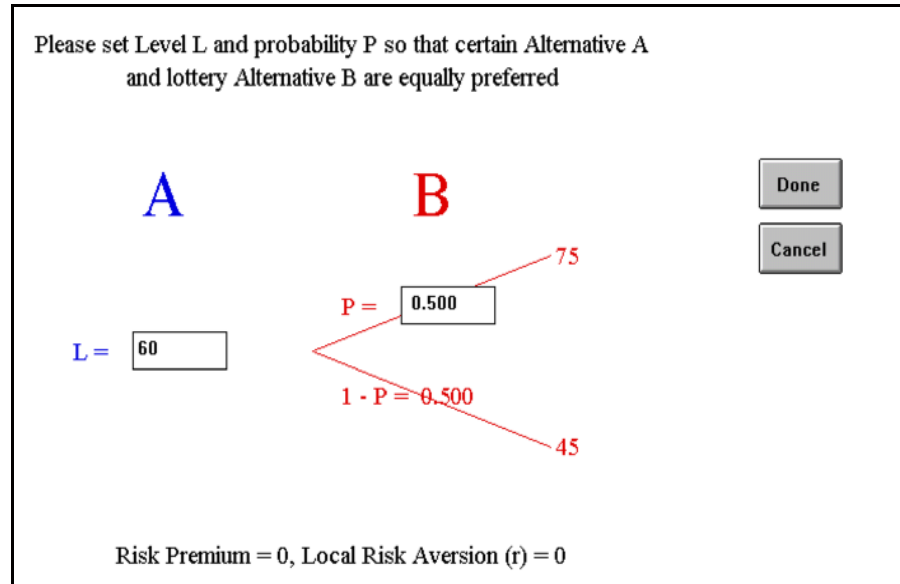 Please set Level L and probability P so that certain Alternative A
and lottery Alternative B are equally preferred
A
B
Done
Cancel
75
P =
0.500
L =
60
1 - P = 0.500
45
Risk Premium = 0, Local Risk Aversion (r) = 0